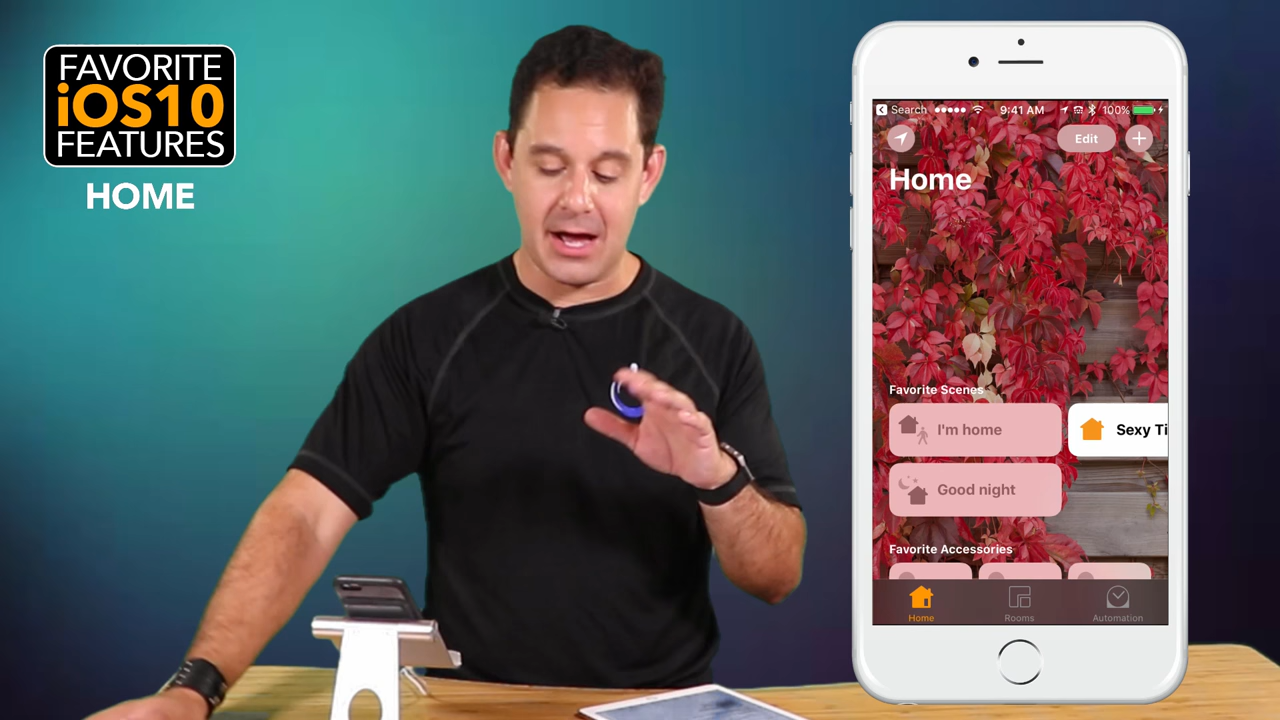 FAVORITE
iOS10
FEATURES
HOME
Search
9:41 AM
100%
Edit
Home
Favorite Scenes
I'm home
Sexy Ti
Good night
Favorite Accessories
Home
Rooms
Automation